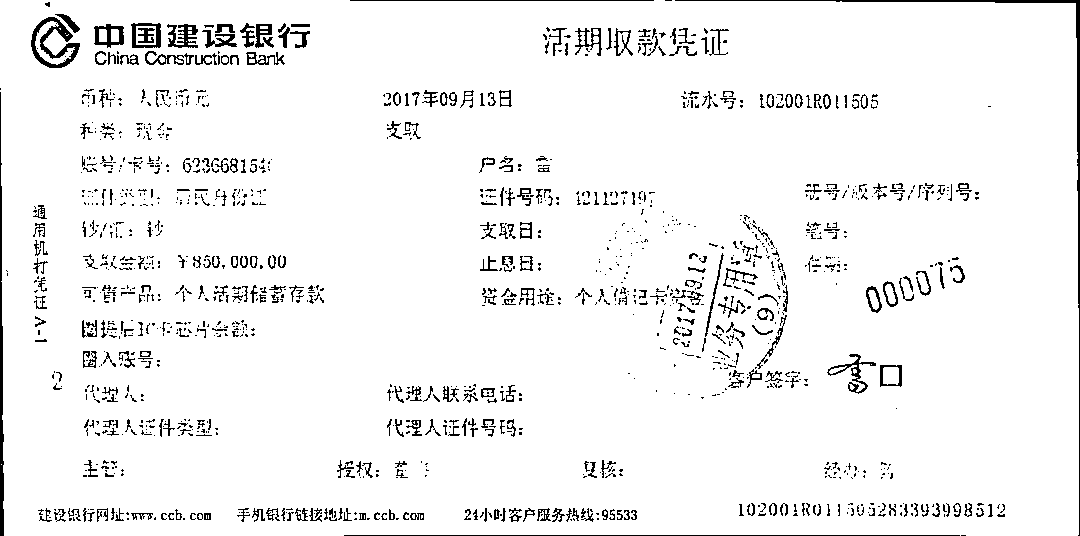 中国建设银行
China Construction Bank
活期取款凭证
币种：人民币元 2017年09月13日 流水号：102001R011505
种类：现金 支取
账号/卡号：623668154 户名：雷
证件类型：居民身份证 证件号码：421127197 册号/版本号/序列号：
钞/汇：钞 支取日： 笔号：
支取金额：￥850,000.00 止息日： 存期：
可售产品：个人活期储蓄存款 资金用途：个人借记卡
000075
2017.09.12
业务专用章
(9)
圈提后IC卡芯片余额：
圈入账号：
客户签字：雷
代理人： 代理人联系电话：
代理人证件类型： 代理人证件号码：
主管： 授权： 复核： 经办：
通用机打凭证 A-1
2
建设银行网址:www.ccb.com 手机银行链接地址:m.ccb.com 24小时客户服务热线:95533
102001R011505283393998512